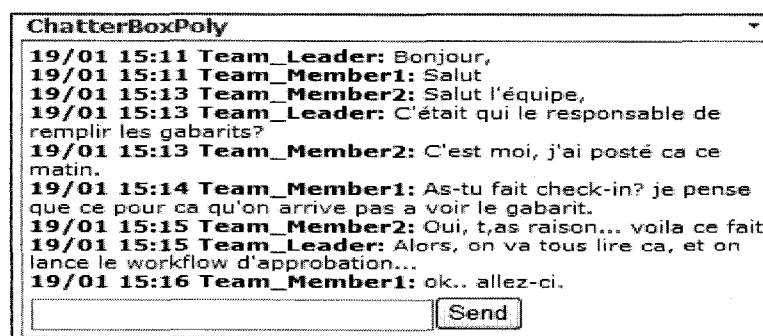 ChatterBoxPoly
19/01 15:11 Team_Leader: Bonjour,
19/01 15:11 Team_Member1: Salut
19/01 15:13 Team_Member2: Salut l'équipe,
19/01 15:13 Team_Leader: C'était qui le responsable de
remplir les gabarits?
19/01 15:13 Team_Member2: C'est moi, j'ai posté ca ce
matin.
19/01 15:14 Team_Member1: As-tu fait check-in? je pense
que ce pour ca qu'on arrive pas a voir le gabarit.
19/01 15:15 Team_Member2: Oui, t,as raison... voila ce fait
19/01 15:15 Team_Leader: Alors, on va tous lire ca, et on
lance le workflow d'approbation...
19/01 15:16 Team_Member1: ok.. allez-ci.
Send